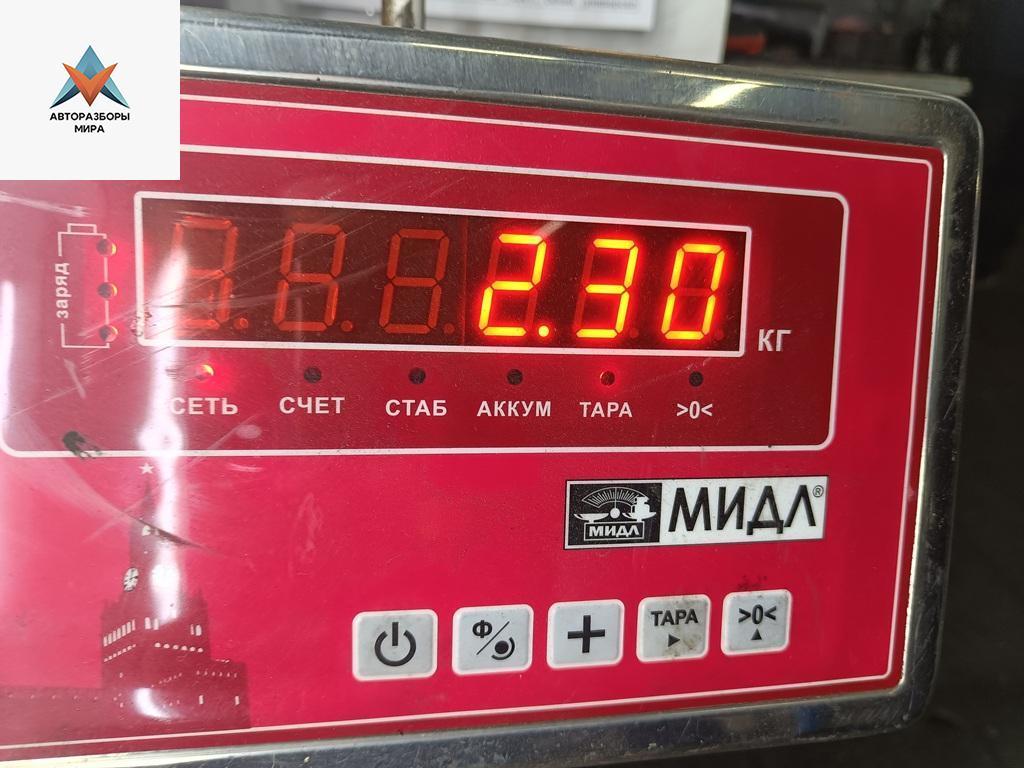 АВТОРАЗБОРЫ
МИРА
заряд
2.30
КГ
СЕТЬ СЧЕТ СТАБ АККУМ ТАРА >0<
МИДЛ МИДЛ®
Ф ТАРА >0<